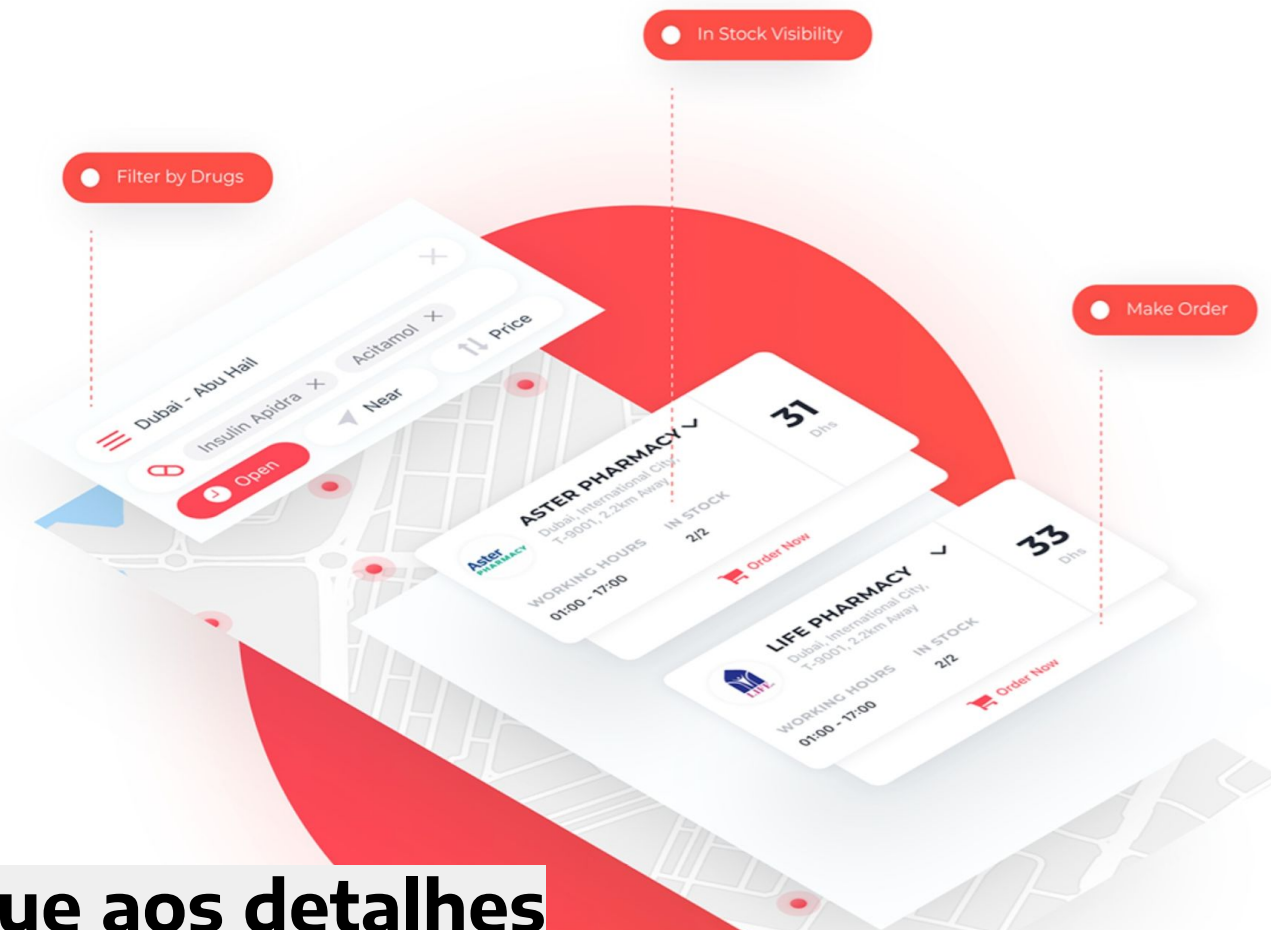 In Stock Visibility
Filter by Drugs
Make Order
Dubai - Abu Hail
Insulin Apidra
Acitamol
Open
Near
Price
ASTER PHARMACY
Dubai, International City,
T-9001, 2.2km Away
WORKING HOURS
01:00 - 17:00
IN STOCK
2/2
31
Dhs
Order Now
Aster
PHARMACY
LIFE PHARMACY
Dubai, International City,
T-9001, 2.2km Away
WORKING HOURS
01:00 - 17:00
IN STOCK
2/2
33
Dhs
Order Now
LIFE
ue aos detalhes